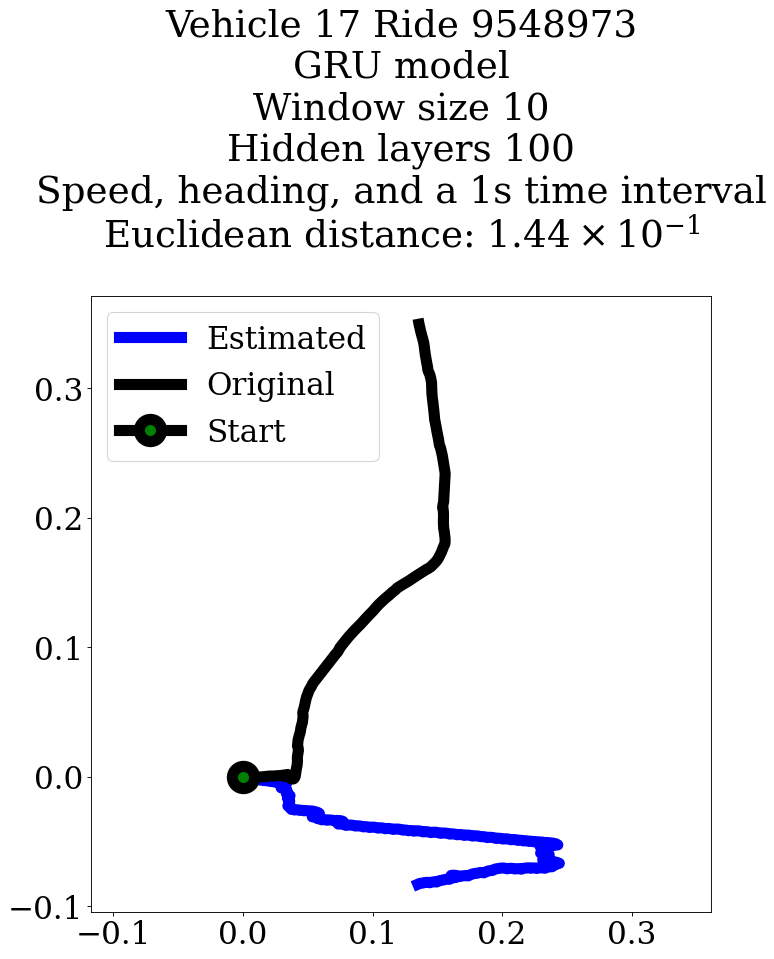 Vehicle 17 Ride 9548973
GRU model
Window size 10
Hidden layers 100
Speed, heading, and a 1s time interval
Euclidean distance: 1.44 × 10⁻¹
Estimated
Original
Start
0.3
0.2
0.1
0.0
−0.1
−0.1 0.0 0.1 0.2 0.3